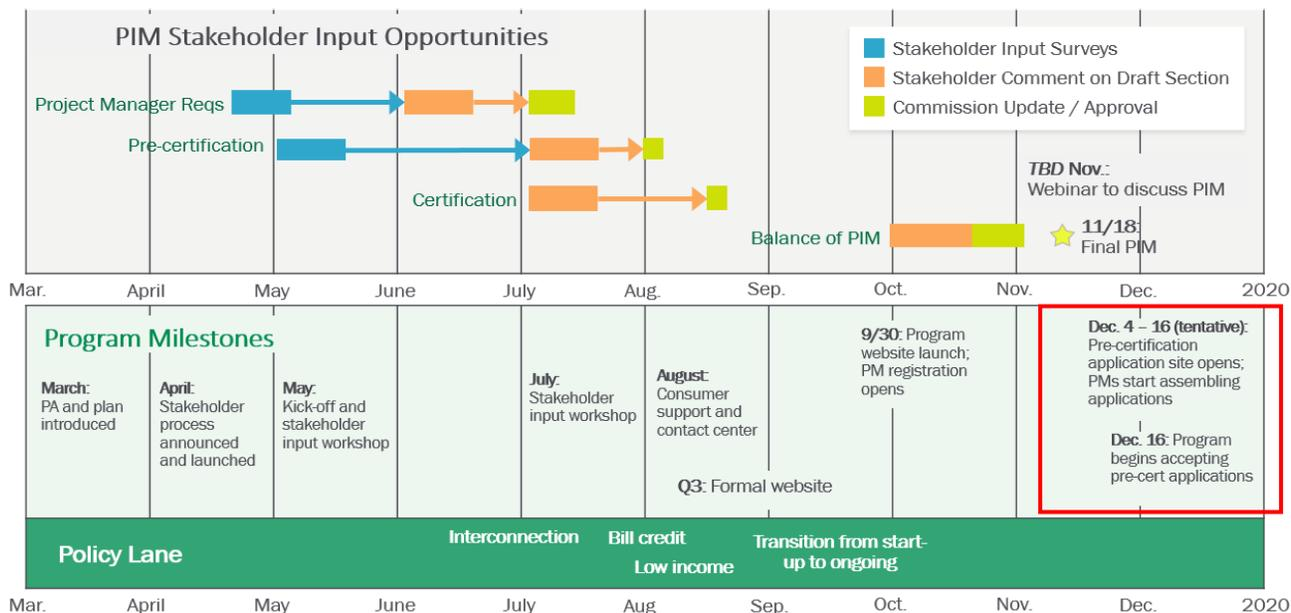 PIM Stakeholder Input Opportunities
Stakeholder Input Surveys
Stakeholder Comment on Draft Section
Commission Update / Approval
Project Manager Reqs
Pre-certification
Certification
Balance of PIM
TBD Nov.:
Webinar to discuss PIM
11/18:
Final PIM
Mar. April May June July Aug. Sep. Oct. Nov. Dec. 2020
Program Milestones
March:
PA and plan
introduced
April:
Stakeholder
process
announced
and launched
May:
Kick-off and
stakeholder
input workshop
July:
Stakeholder
input workshop
August:
Consumer
support and
contact center
Q3: Formal website
9/30: Program
website launch;
PM registration
opens
Dec. 4 – 16 (tentative):
Pre-certification
application site opens;
PMs start assembling
applications
Dec. 16: Program
begins accepting
pre-cert applications
Policy Lane
Interconnection
Bill credit
Low income
Transition from start-
up to ongoing
Mar. April May June July Aug Sep. Oct. Nov. Dec. 2020